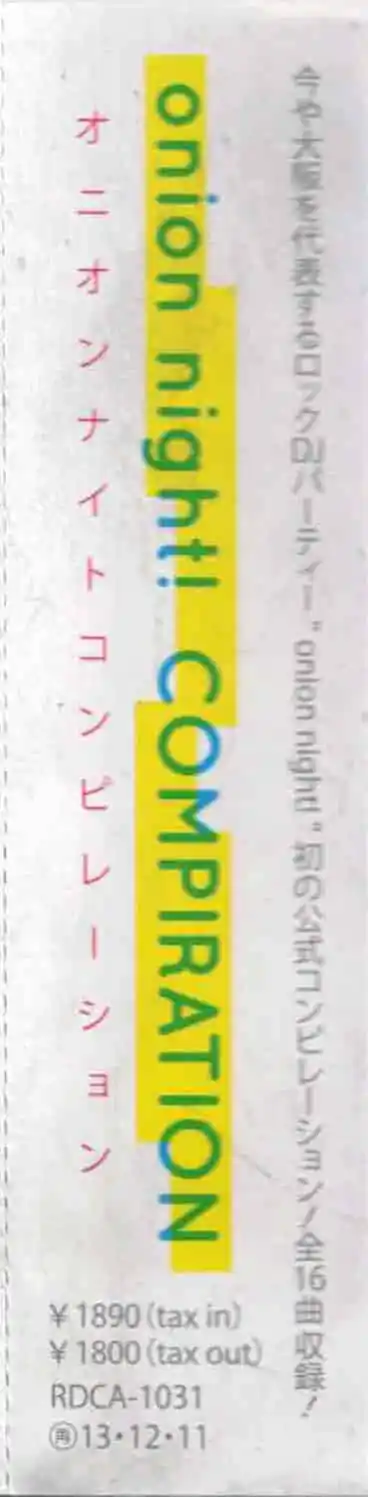 今や大阪を代表するロックDJパーティー“onion night!”初の公式コンピレーション！全16曲収録！
onion night! COMPIRATION
オニオンナイトコンピレーション
¥1890(tax in)
¥1800(tax out)
RDCA-1031
㊞13・12・11